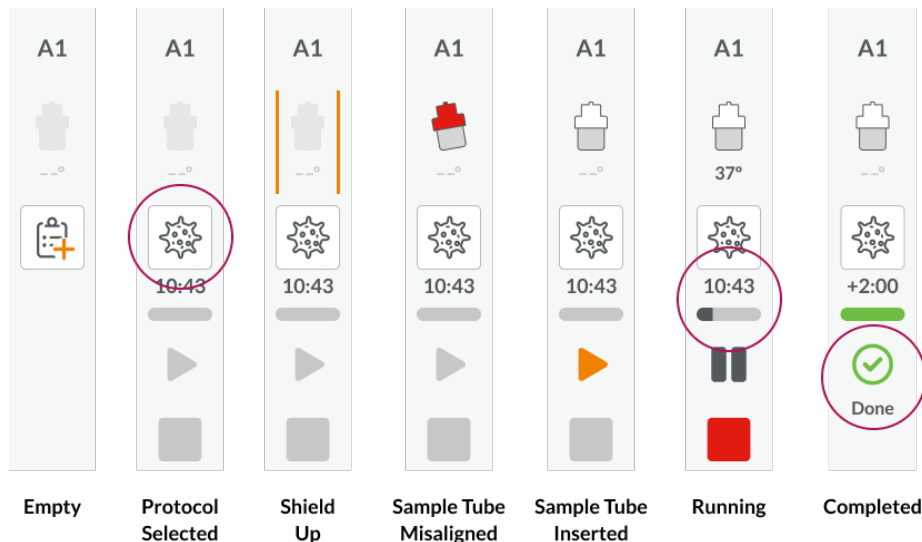 A1
A1
A1
A1
A1
A1
A1
--°
--°
--°
--°
--°
37°
--°
10:43
10:43
10:43
10:43
10:43
+2:00
Done
Empty
Protocol
Selected
Shield
Up
Sample Tube
Misaligned
Sample Tube
Inserted
Running
Completed